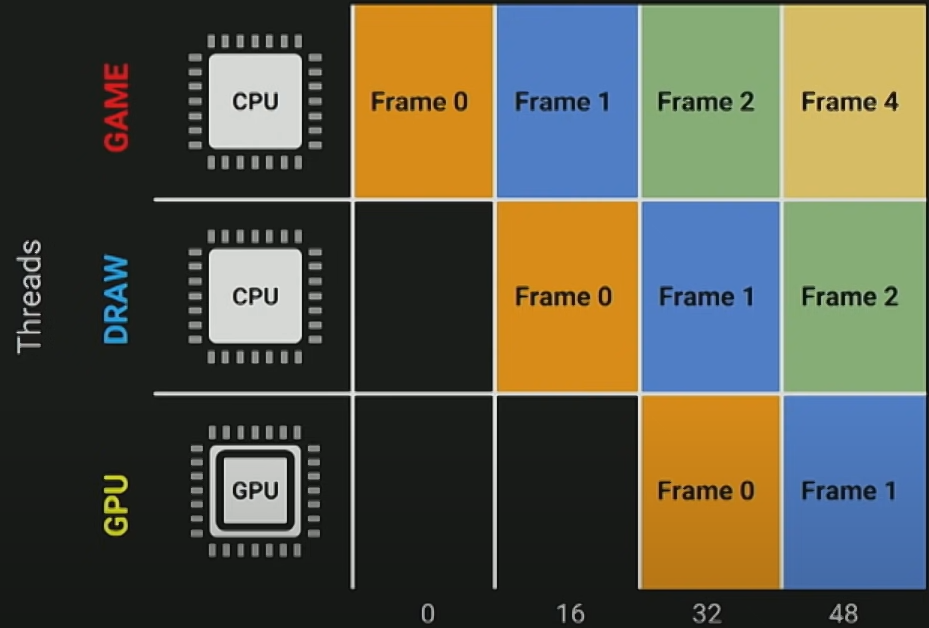 Threads
GAME
CPU
Frame 0
Frame 1
Frame 2
Frame 4
DRAW
CPU
Frame 0
Frame 1
Frame 2
GPU
GPU
Frame 0
Frame 1
0
16
32
48